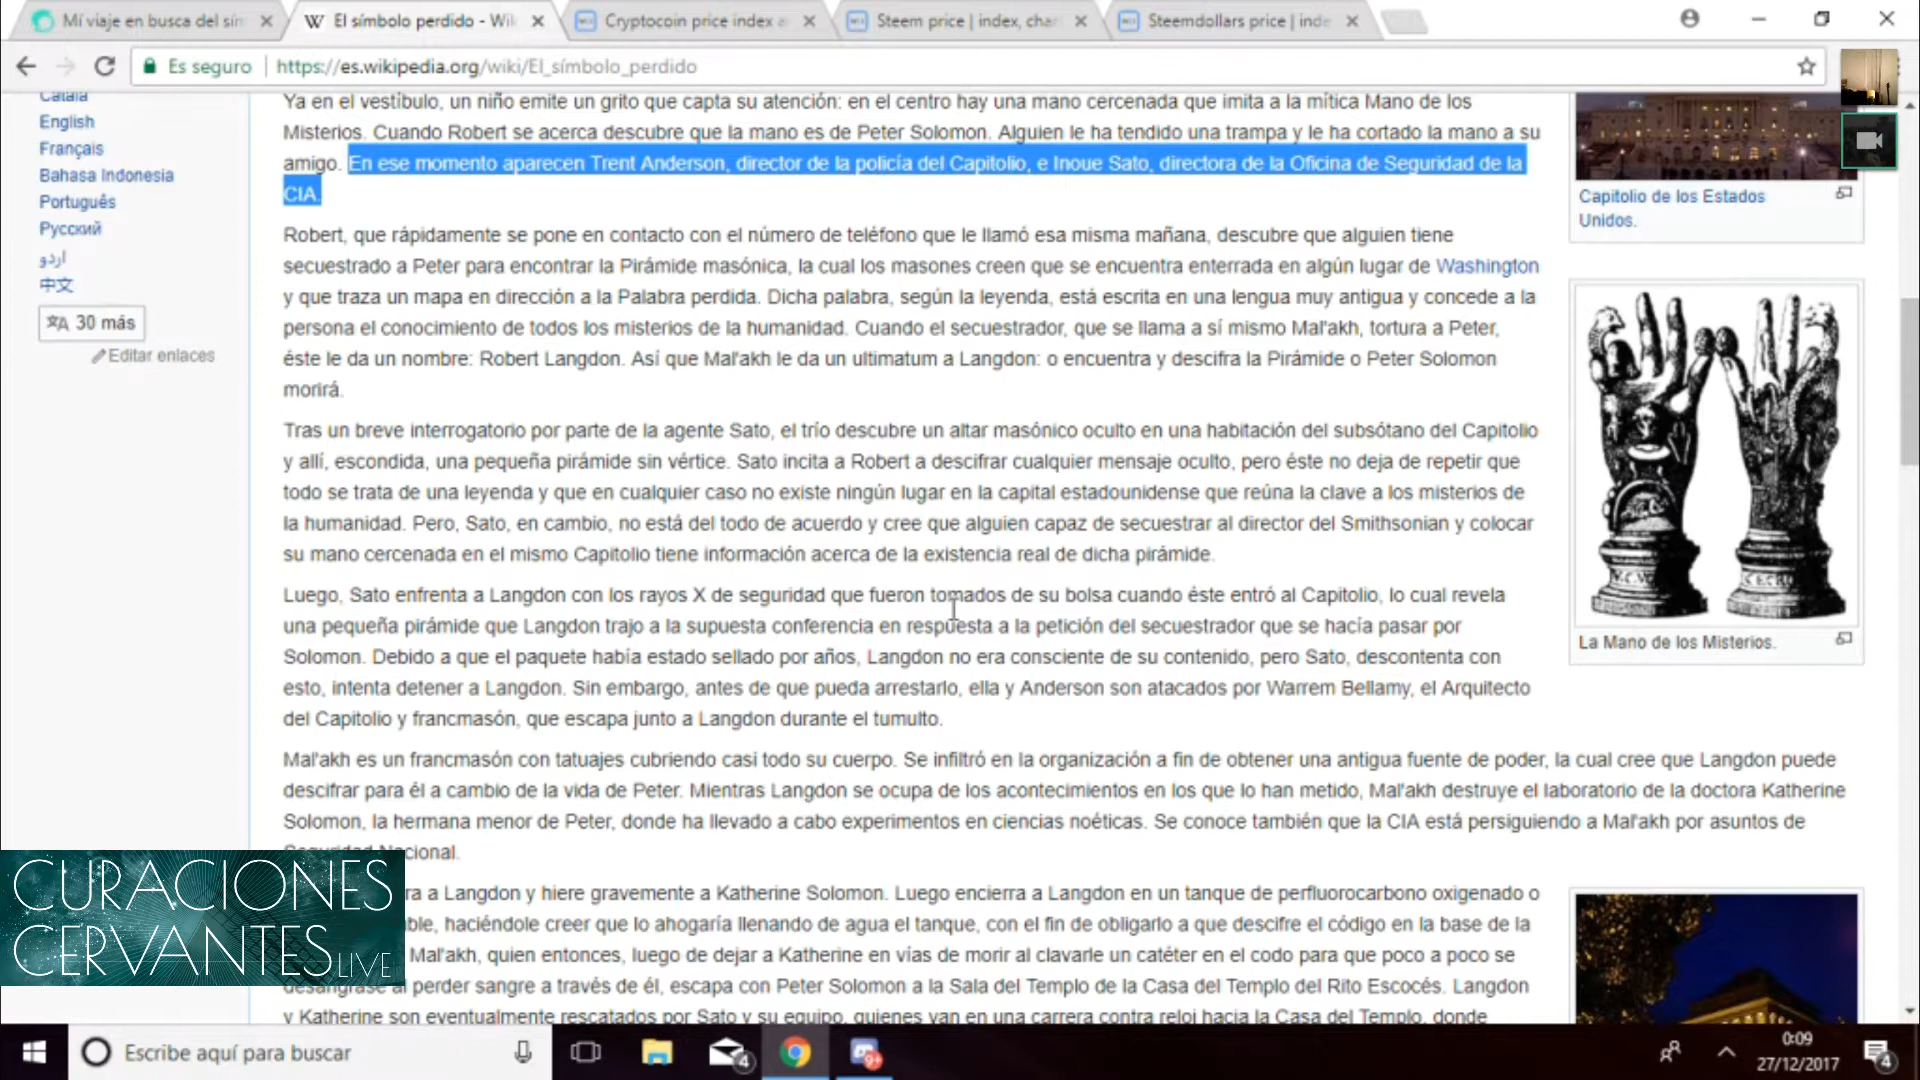 Mi viaje en busca del sím
El símbolo perdido - Wik
Cryptocoin price index a
Steem price | index, char
Steemdollars price | inde
Es seguro
https://es.wikipedia.org/wiki/El_símbolo_perdido
Català
English
Français
Bahasa Indonesia
Português
Русский
اردو
中文
30 más
Editar enlaces
Ya en el vestíbulo, un niño emite un grito que capta su atención: en el centro hay una mano cercenada que imita a la mítica Mano de los
Misterios. Cuando Robert se acerca descubre que la mano es de Peter Solomon. Alguien le ha tendido una trampa y le ha cortado la mano a su
amigo. En ese momento aparecen Trent Anderson, director de la policía del Capitolio, e Inoue Sato, directora de la Oficina de Seguridad de la
CIA.
Robert, que rápidamente se pone en contacto con el número de teléfono que le llamó esa misma mañana, descubre que alguien tiene
secuestrado a Peter para encontrar la Pirámide masónica, la cual los masones creen que se encuentra enterrada en algún lugar de Washington
y que traza un mapa en dirección a la Palabra perdida. Dicha palabra, según la leyenda, está escrita en una lengua muy antigua y concede a la
persona el conocimiento de todos los misterios de la humanidad. Cuando el secuestrador, que se llama a sí mismo Mal'akh, tortura a Peter,
éste le da un nombre: Robert Langdon. Así que Mal'akh le da un ultimatum a Langdon: o encuentra y descifra la Pirámide o Peter Solomon
morirá.
Tras un breve interrogatorio por parte de la agente Sato, el trío descubre un altar masónico oculto en una habitación del subsótano del Capitolio
y allí, escondida, una pequeña pirámide sin vértice. Sato incita a Robert a descifrar cualquier mensaje oculto, pero éste no deja de repetir que
todo se trata de una leyenda y que en cualquier caso no existe ningún lugar en la capital estadounidense que reúna la clave a los misterios de
la humanidad. Pero, Sato, en cambio, no está del todo de acuerdo y cree que alguien capaz de secuestrar al director del Smithsonian y colocar
su mano cercenada en el mismo Capitolio tiene información acerca de la existencia real de dicha pirámide.
Luego, Sato enfrenta a Langdon con los rayos X de seguridad que fueron tomados de su bolsa cuando éste entró al Capitolio, lo cual revela
una pequeña pirámide que Langdon trajo a la supuesta conferencia en respuesta a la petición del secuestrador que se hacía pasar por
Solomon. Debido a que el paquete había estado sellado por años, Langdon no era consciente de su contenido, pero Sato, descontenta con
esto, intenta detener a Langdon. Sin embargo, antes de que pueda arrestarlo, ella y Anderson son atacados por Warrem Bellamy, el Arquitecto
del Capitolio y francmasón, que escapa junto a Langdon durante el tumulto.
Mal'akh es un francmasón con tatuajes cubriendo casi todo su cuerpo. Se infiltró en la organización a fin de obtener una antigua fuente de poder, la cual cree que Langdon puede
descifrar para él a cambio de la vida de Peter. Mientras Langdon se ocupa de los acontecimientos en los que lo han metido, Mal'akh destruye el laboratorio de la doctora Katherine
Solomon, la hermana menor de Peter, donde ha llevado a cabo experimentos en ciencias noéticas. Se conoce también que la CIA está persiguiendo a Mal'akh por asuntos de
Seguridad Nacional.
ra a Langdon y hiere gravemente a Katherine Solomon. Luego encierra a Langdon en un tanque de perfluorocarbono oxigenado o
ble, haciéndole creer que lo ahogaría llenando de agua el tanque, con el fin de obligarlo a que descifre el código en la base de la
Mal'akh, quien entonces, luego de dejar a Katherine en vías de morir al clavarle un catéter en el codo para que poco a poco se
desangrase al perder sangre a través de él, escapa con Peter Solomon a la Sala del Templo de la Casa del Templo del Rito Escocés. Langdon
y Katherine son eventualmente rescatados por Sato y su equipo, quienes van en una carrera contra reloj hacia la Casa del Templo, donde
Capitolio de los Estados
Unidos.
La Mano de los Misterios.
CURACIONES
CERVANTES LIVE
Escribe aquí para buscar
4
9+
0:09
27/12/2017
4